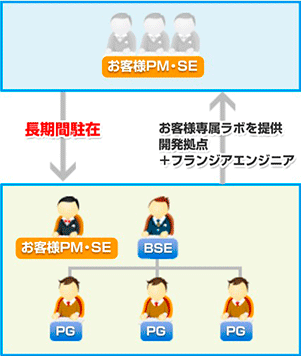 お客様PM・SE
長期間駐在
お客様専属ラボを提供
開発拠点
＋フランジアエンジニア
お客様PM・SE
BSE
PG
PG
PG